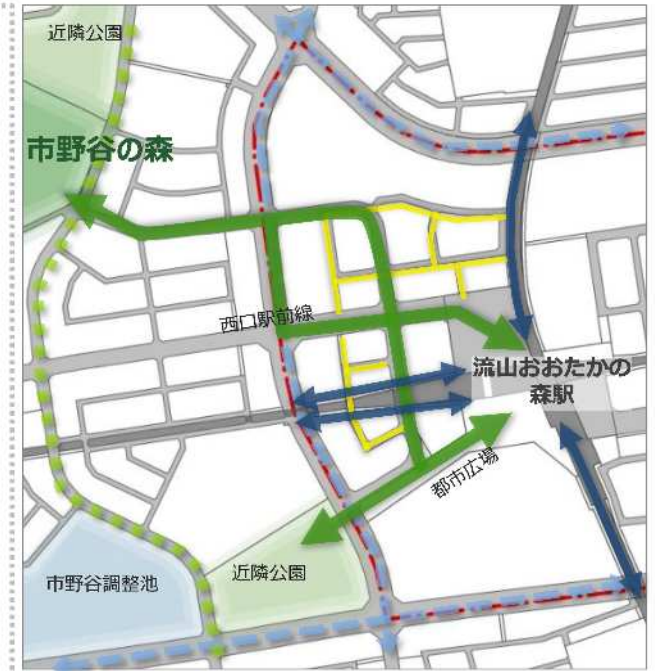 近隣公園
市野谷の森
西口駅前線
流山おおたかの
森駅
都市広場
近隣公園
市野谷調整池